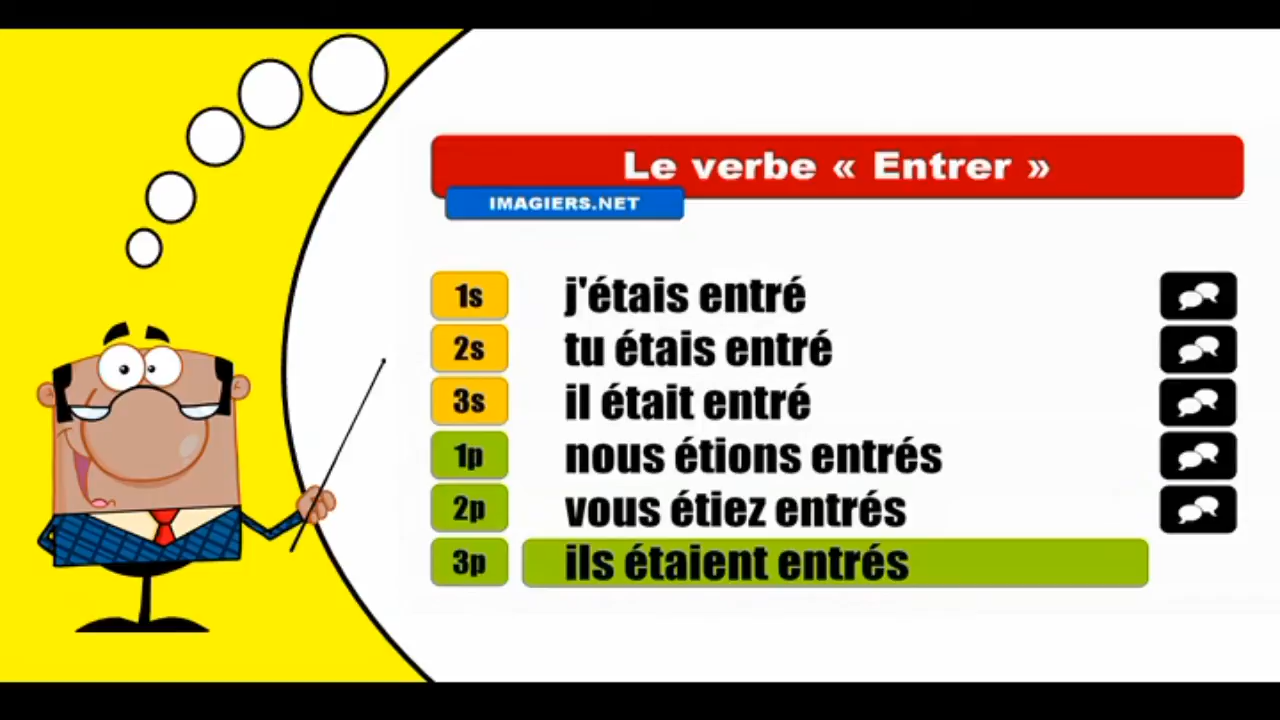 Le verbe « Entrer »
IMAGIERS.NET
1s j'étais entré
2s tu étais entré
3s il était entré
1p nous étions entrés
2p vous étiez entrés
3p ils étaient entrés